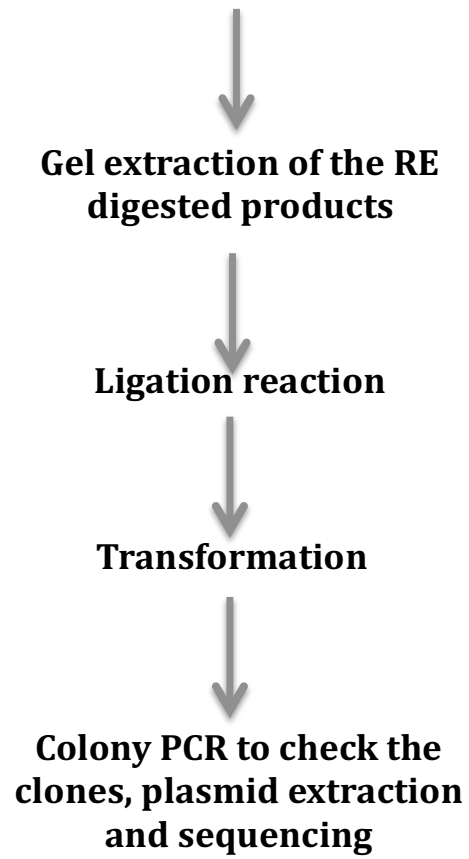 Gel extraction of the RE
digested products
Ligation reaction
Transformation
Colony PCR to check the
clones, plasmid extraction
and sequencing